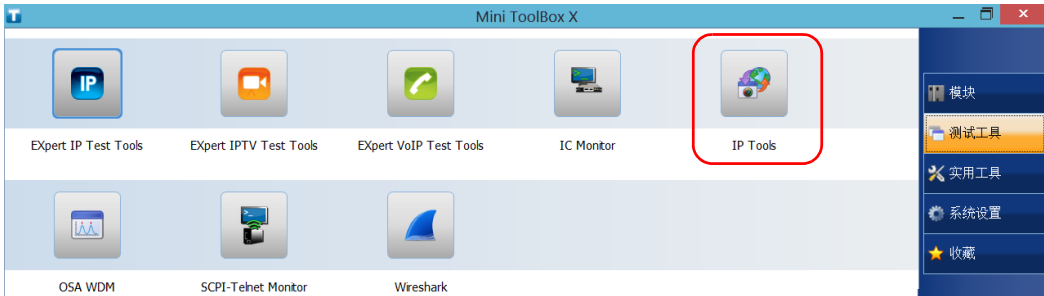 Mini ToolBox X
IP
EXpert IP Test Tools
EXpert IPTV Test Tools
EXpert VoIP Test Tools
IC Monitor
IP Tools
OSA WDM
SCPI-Telnet Monitor
Wireshark
模块
测试工具
实用工具
系统设置
收藏